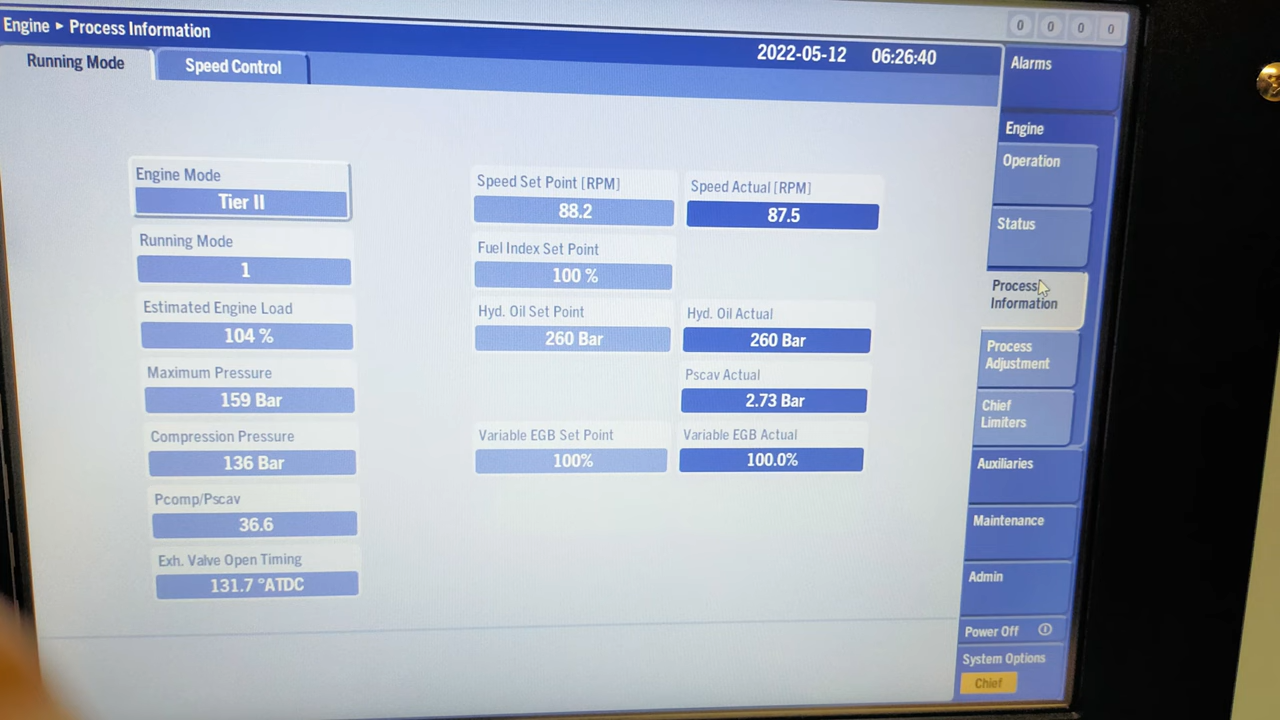 Engine ▸ Process Information
0 0 0 0
Running Mode
Speed Control
2022-05-12 06:26:40
Engine Mode
Tier II
Running Mode
1
Estimated Engine Load
104 %
Maximum Pressure
159 Bar
Compression Pressure
136 Bar
Pcomp/Pscav
36.6
Exh. Valve Open Timing
131.7 °ATDC
Speed Set Point [RPM]
88.2
Speed Actual [RPM]
87.5
Fuel Index Set Point
100 %
Hyd. Oil Set Point
260 Bar
Hyd. Oil Actual
260 Bar
Pscav Actual
2.73 Bar
Variable EGB Set Point
100%
Variable EGB Actual
100.0%
Alarms
Engine
Operation
Status
Process
Information
Process
Adjustment
Chief
Limiters
Auxiliaries
Maintenance
Admin
Power Off
System Options
Chief